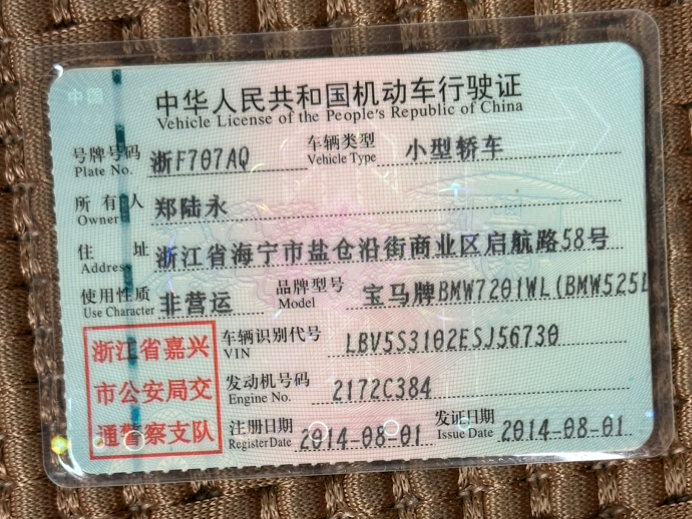 中国
中华人民共和国机动车行驶证
Vehicle License of the People's Republic of China
号牌号码 浙F707AQ 车辆类型 小型轿车
Plate No. Vehicle Type
所有人 郑陆永
Owner
住址 浙江省海宁市盐仓沿街商业区启航路58号
Address
使用性质 非营运 品牌型号 宝马牌BMW7201WL(BMW525L
Use Character Model
浙江省嘉兴
市公安局交
通警察支队
车辆识别代号 LBV5S3102ESJ56730
VIN
发动机号码 2172C384
Engine No.
注册日期 2014-08-01 发证日期 2014-08-01
Register Date Issue Date